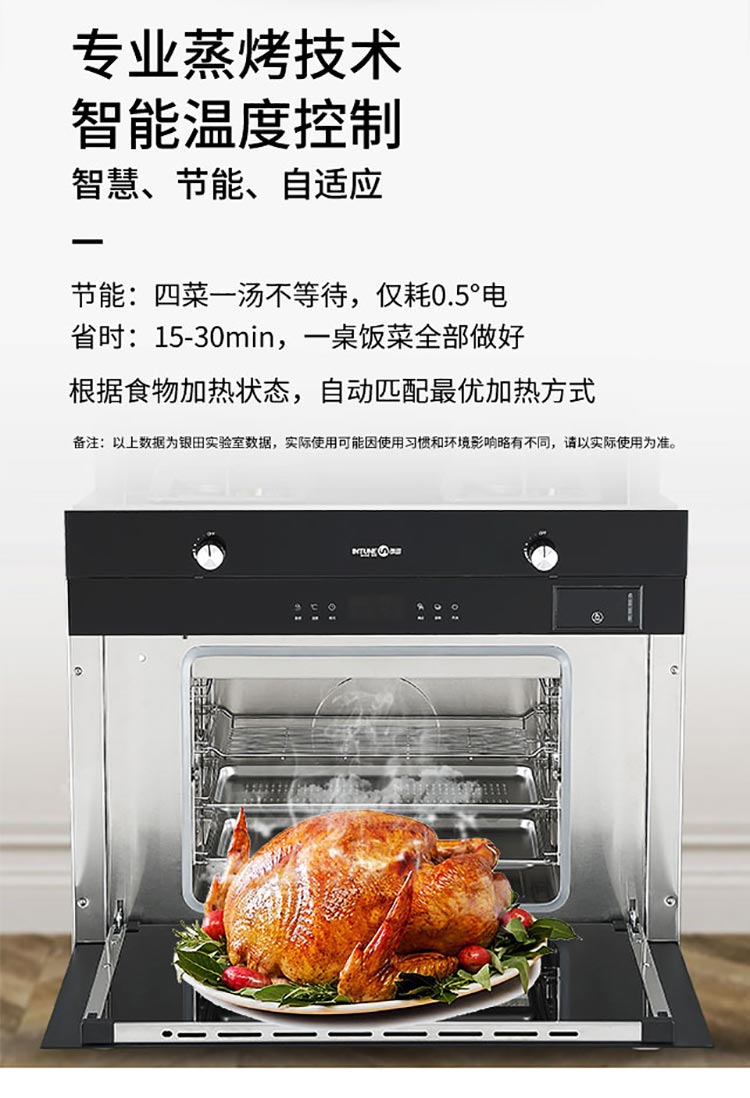 专业蒸烤技术
智能温度控制
智慧、节能、自适应
节能：四菜一汤不等待，仅耗0.5°电
省时：15-30min，一桌饭菜全部做好
根据食物加热状态，自动匹配最优加热方式
备注：以上数据为银田实验室数据，实际使用可能因使用习惯和环境影响略有不同，请以实际使用为准。
OFF
OFF
INTUNE